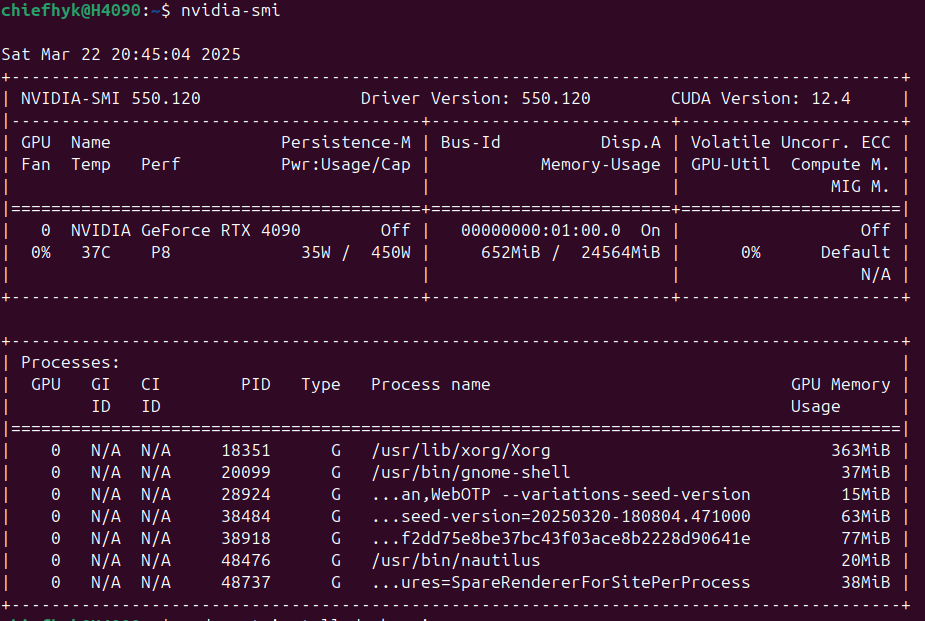 chiefhyk@H4090:~$ nvidia-smi
Sat Mar 22 20:45:04 2025
+-----------------------------------------------------------------------------------------+
| NVIDIA-SMI 550.120                Driver Version: 550.120        CUDA Version: 12.4     |
|-----------------------------------------+------------------------+----------------------+
| GPU  Name                 Persistence-M | Bus-Id          Disp.A | Volatile Uncorr. ECC |
| Fan  Temp   Perf          Pwr:Usage/Cap |           Memory-Usage | GPU-Util  Compute M. |
|                                         |                        |               MIG M. |
|=========================================+========================+======================|
|   0  NVIDIA GeForce RTX 4090        Off |   00000000:01:00.0  On |                  Off |
|  0%   37C    P8             35W /  450W |     652MiB /  24564MiB |      0%      Default |
|                                         |                        |                  N/A |
+-----------------------------------------+------------------------+----------------------+
+-----------------------------------------------------------------------------------------+
| Processes:                                                                              |
|  GPU   GI   CI        PID   Type   Process name                              GPU Memory |
|        ID   ID                                                               Usage      |
|=========================================================================================|
|    0   N/A  N/A     18351      G   /usr/lib/xorg/Xorg                            363MiB |
|    0   N/A  N/A     20099      G   /usr/bin/gnome-shell                           37MiB |
|    0   N/A  N/A     28924      G   ...an,WebOTP --variations-seed-version         15MiB |
|    0   N/A  N/A     38484      G   ...seed-version=20250320-180804.471000         63MiB |
|    0   N/A  N/A     38918      G   ...f2dd75e8be37bc43f03ace8b2228d90641e         77MiB |
|    0   N/A  N/A     48476      G   /usr/bin/nautilus                              20MiB |
|    0   N/A  N/A     48737      G   ...ures=SpareRendererForSitePerProcess         38MiB |
+-----------------------------------------------------------------------------------------+